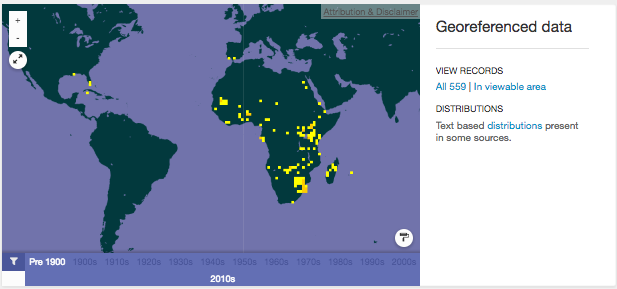 +
-
Attribution & Disclaimer
Pre 1900 1900s 1910s 1920s 1930s 1940s 1950s 1960s 1970s 1980s 1990s 2000s
2010s
Georeferenced data
VIEW RECORDS
All 559 | In viewable area
DISTRIBUTIONS
Text based distributions present
in some sources.